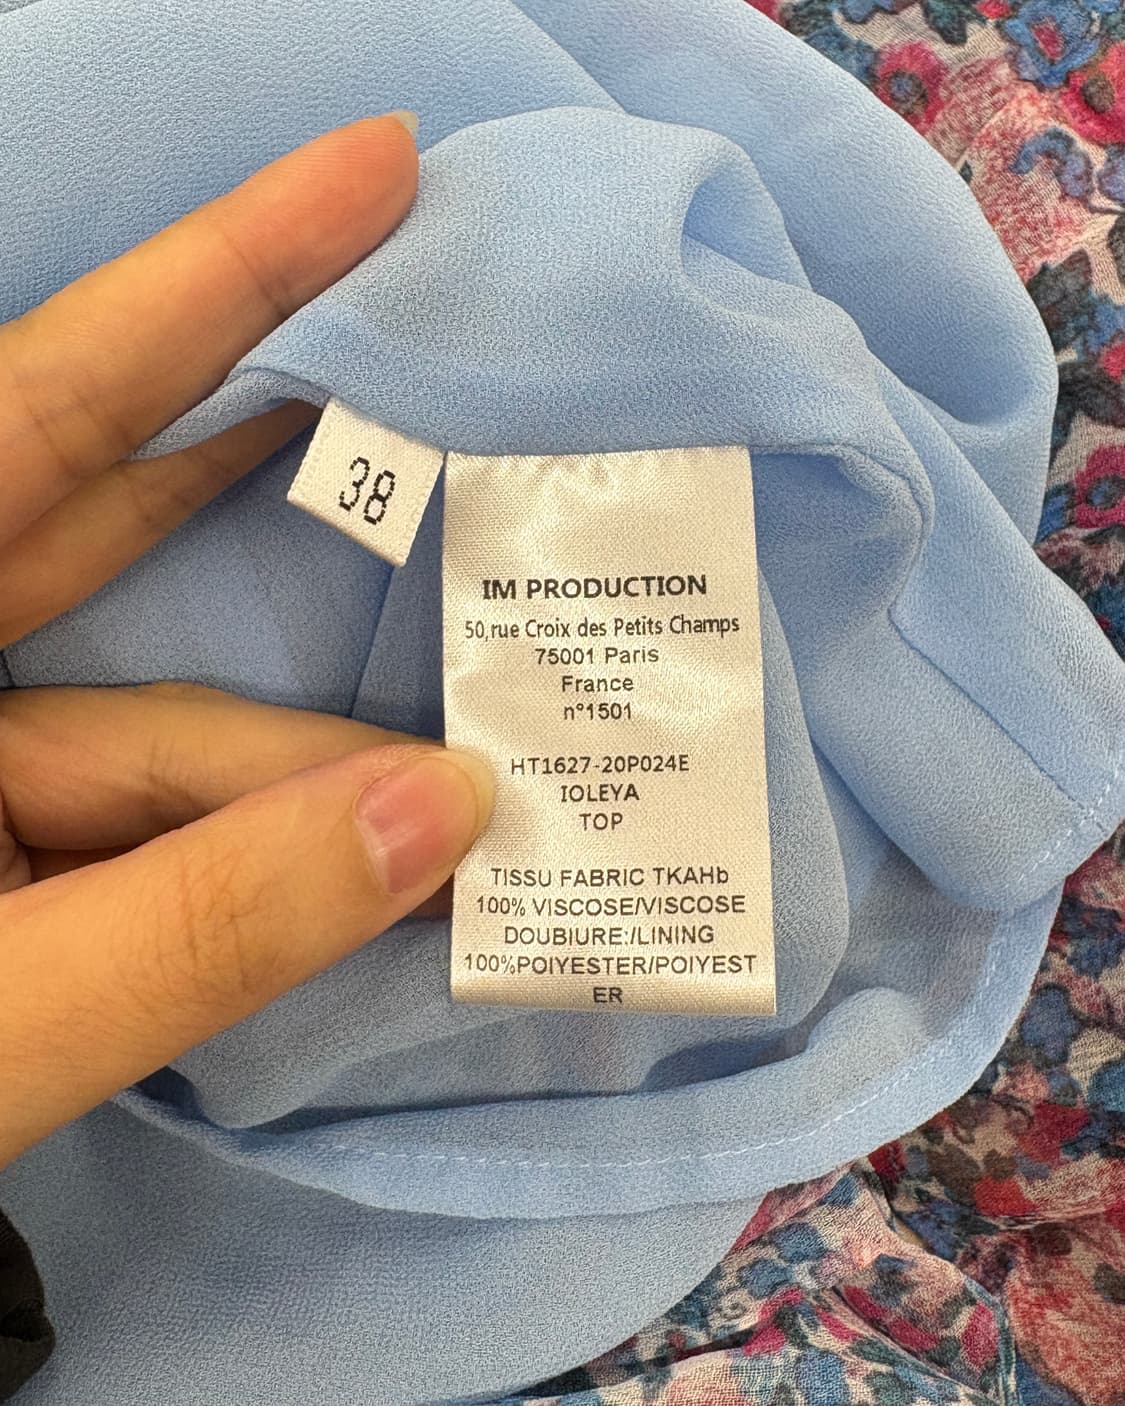 38
IM PRODUCTION
50,rue Croix des Petits Champs
75001 Paris
France
n°1501
HT1627-20P024E
IOLEYA
TOP
TISSU FABRIC TKAHb
100% VISCOSE/VISCOSE
DOUBIURE:/LINING
100%POIYESTER/POIYEST
ER